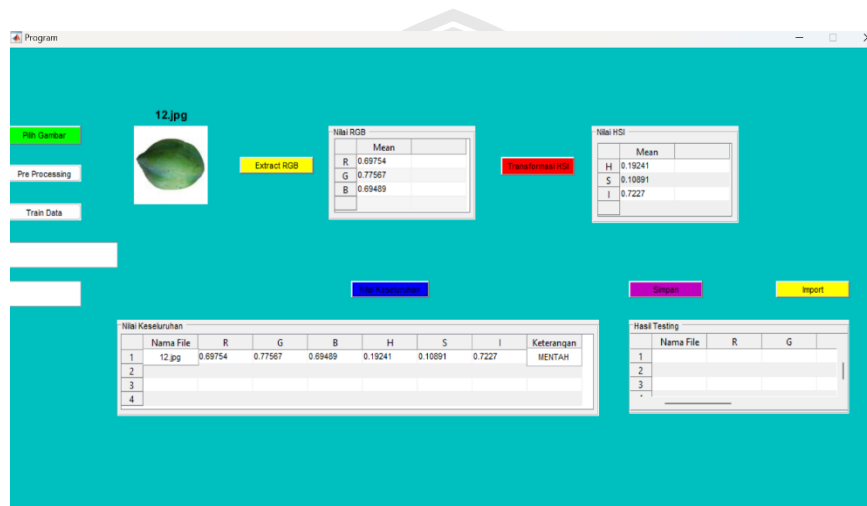 Program
12.jpg
Pilih Gambar
Pre Processing
Train Data
Extract RGB
Nilai RGB
Mean
R 0.69754
G 0.77567
B 0.69489
Transformasi HSI
Nilai HSI
Mean
H 0.19241
S 0.10891
I 0.7227
Nilai Keseluruhan
Simpan
Import
Nilai Keseluruhan
Nama File R G B H S I Keterangan
1 12.jpg 0.69754 0.77567 0.69489 0.19241 0.10891 0.7227 MENTAH
2
3
4
Hasil Testing
Nama File R G
1
2
3